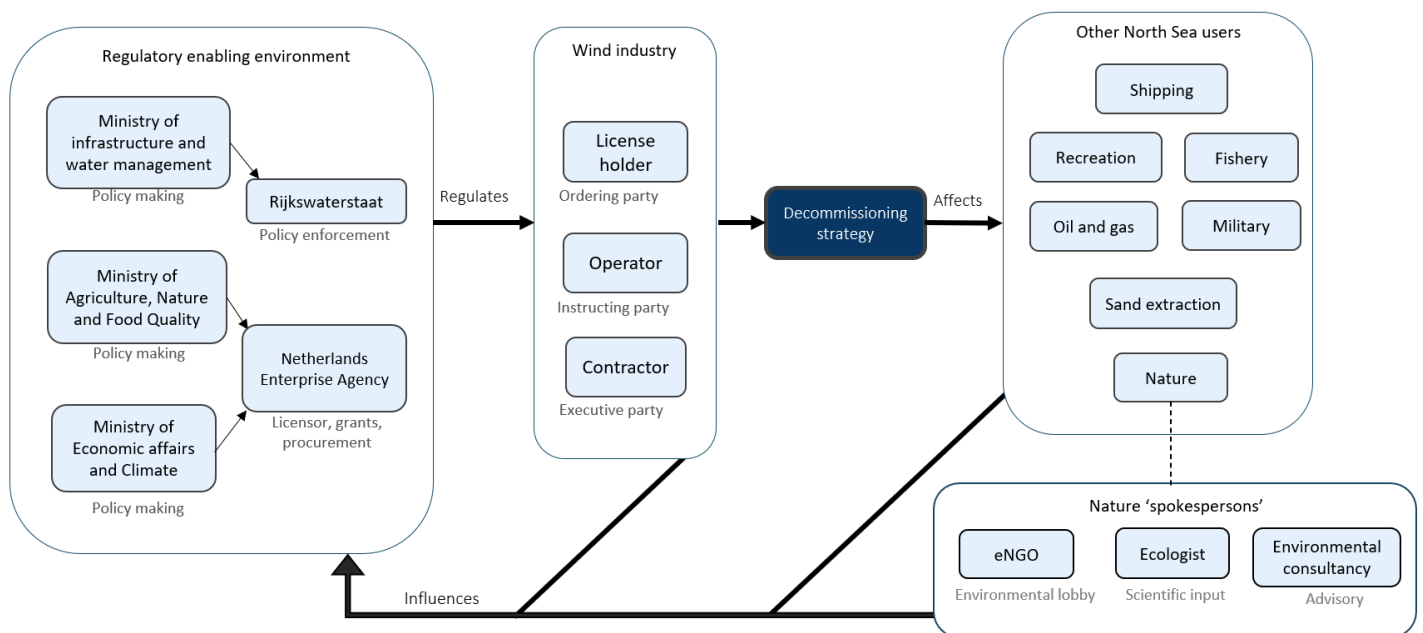 Regulatory enabling environment
Ministry of
infrastructure and
water management
Policy making
Rijkswaterstaat
Policy enforcement
Ministry of
Agriculture, Nature
and Food Quality
Policy making
Netherlands
Enterprise Agency
Licensor, grants,
procurement
Ministry of
Economic affairs
and Climate
Policy making
Regulates
Wind industry
License
holder
Ordering party
Operator
Instructing party
Contractor
Executive party
Decommissioning
strategy
Affects
Other North Sea users
Shipping
Recreation
Fishery
Oil and gas
Military
Sand extraction
Nature
Nature ‘spokespersons’
eNGO
Environmental lobby
Ecologist
Scientific input
Environmental
consultancy
Advisory
Influences